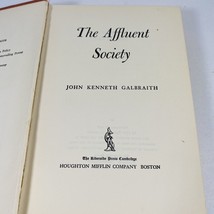 The Affluent
Society
JOHN KENNETH GALBRAITH
The Riverside Press Cambridge
HOUGHTON MIFFLIN COMPANY BOSTON